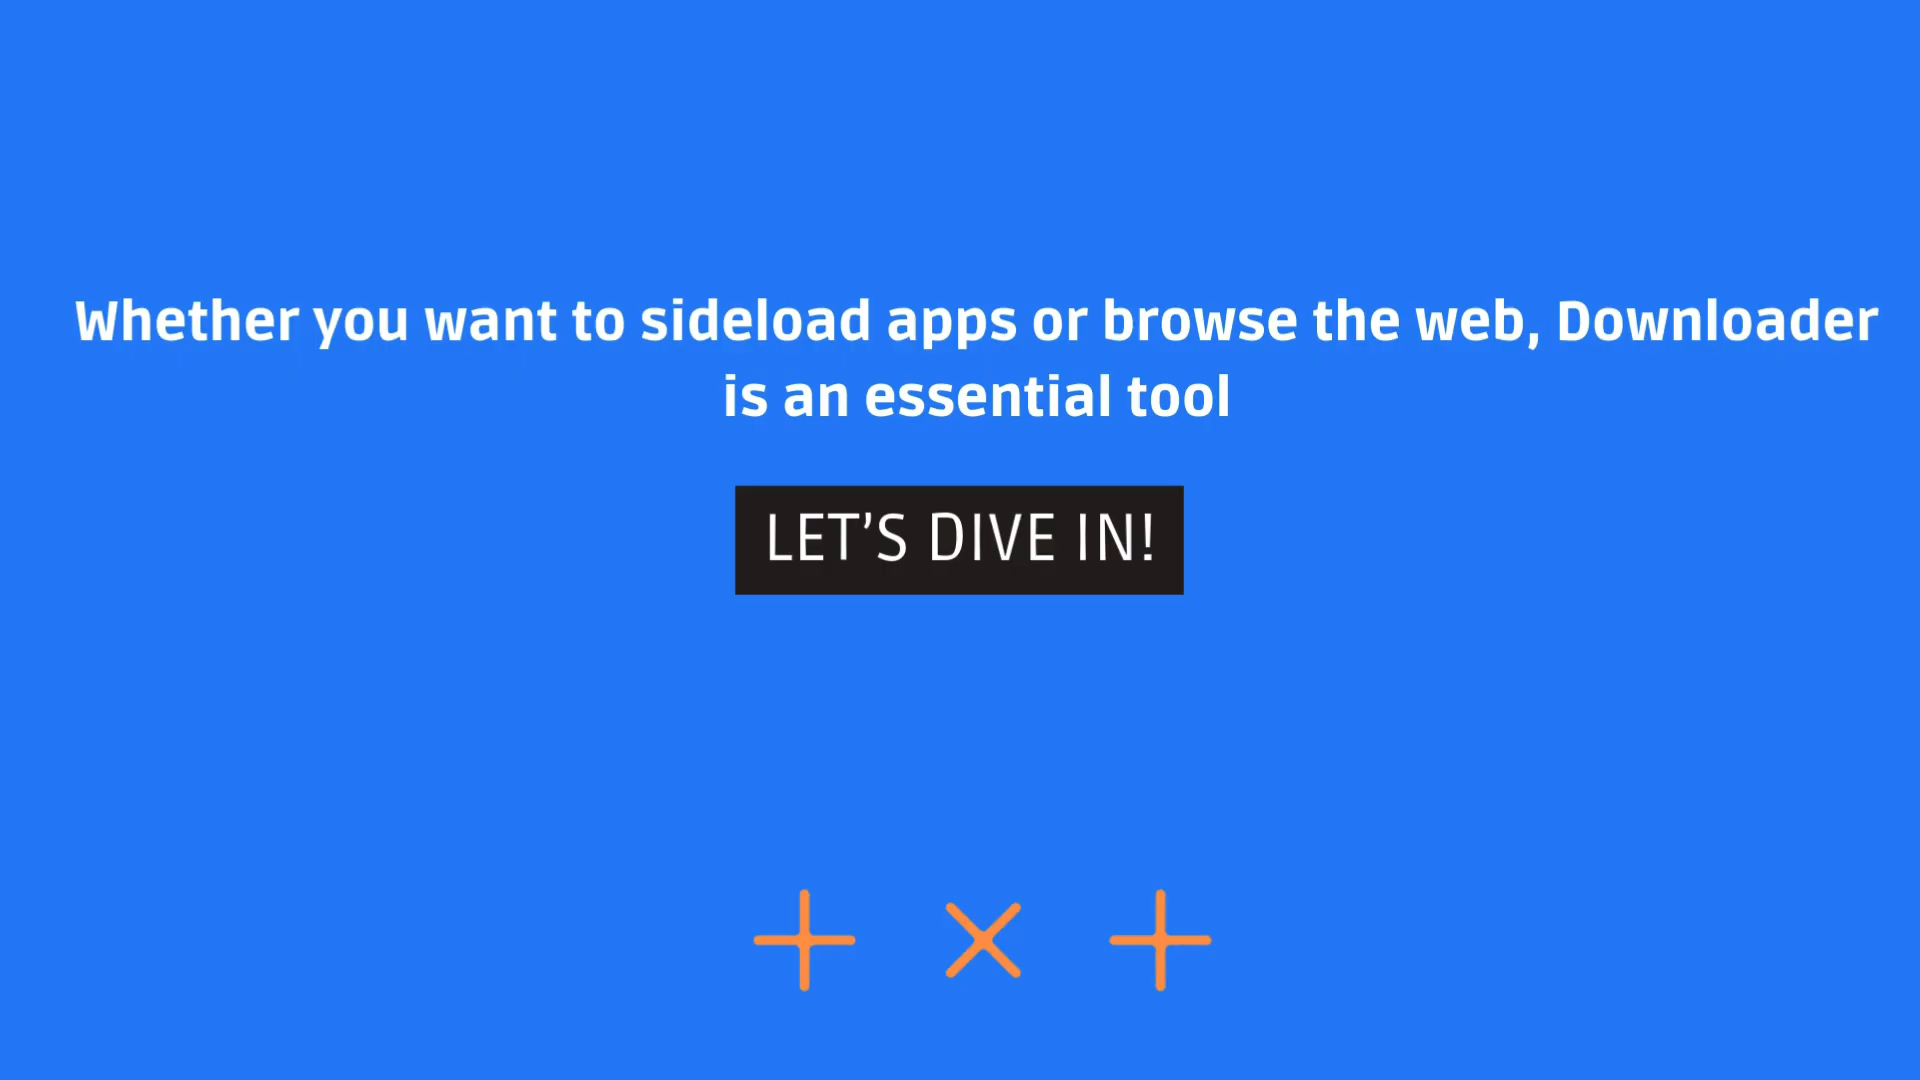 Whether you want to sideload apps or browse the web, Downloader
is an essential tool
LET’S DIVE IN!